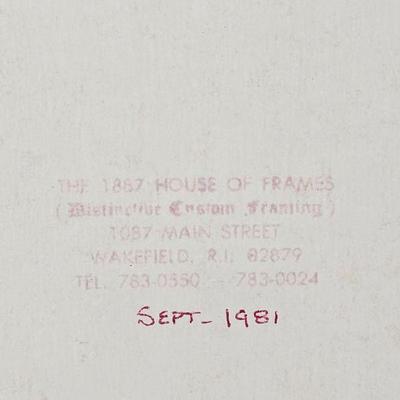 THE 1887 HOUSE OF FRAMES
( Distinctive Custom Framing )
1087 MAIN STREET
WAKEFIELD, R.I. 02879
TEL. 783-0550 - 783-0024
SEPT- 1981